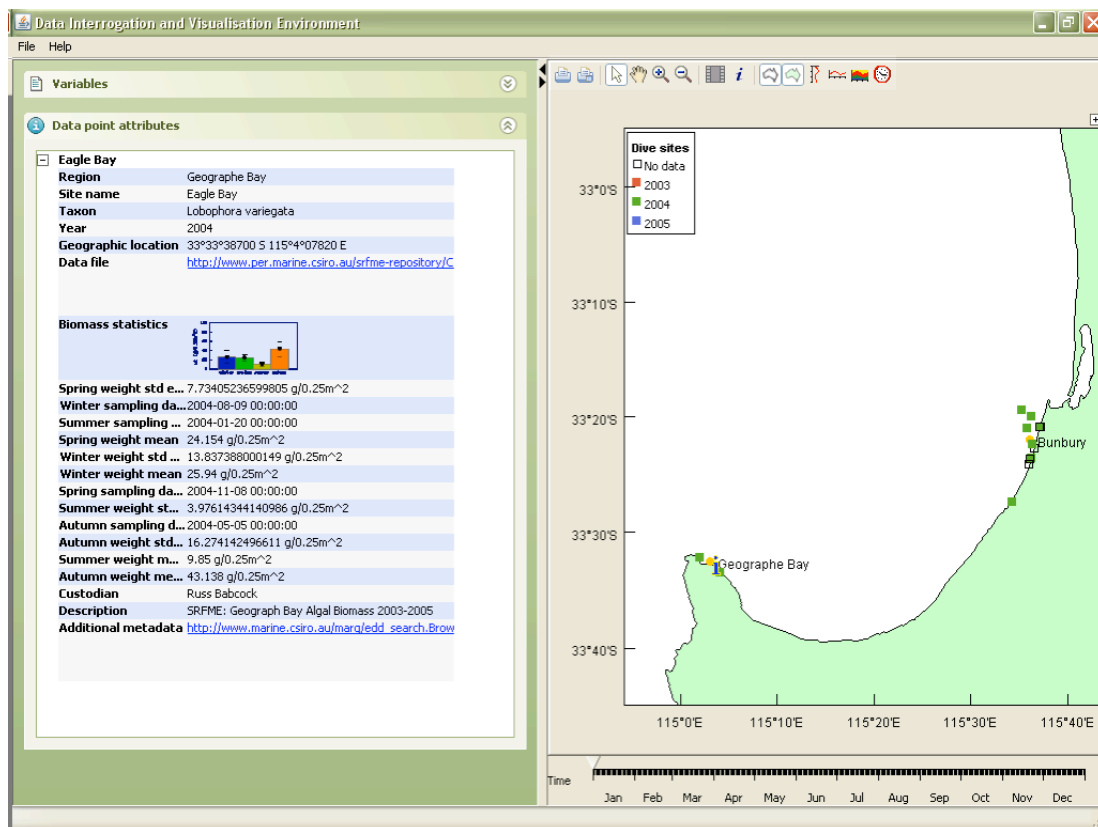 Data Interrogation and Visualisation Environment
File Help
Variables
Data point attributes
Eagle Bay
Region Geographe Bay
Site name Eagle Bay
Taxon Lobophora variegata
Year 2004
Geographic location 33°33°38700 S 115°4°07820 E
Data file http://www.per.marine.csiro.au/srfme-repository/C
Biomass statistics
Spring weight std e... 7.73405236599805 g/0.25m^2
Winter sampling da... 2004-08-09 00:00:00
Summer sampling ... 2004-01-20 00:00:00
Spring weight mean 24.154 g/0.25m^2
Winter weight std ... 13.837388000149 g/0.25m^2
Winter weight mean 25.94 g/0.25m^2
Spring sampling da... 2004-11-08 00:00:00
Summer weight st... 3.97614344140986 g/0.25m^2
Autumn sampling d... 2004-05-05 00:00:00
Autumn weight std... 16.274142496611 g/0.25m^2
Summer weight m... 9.85 g/0.25m^2
Autumn weight me... 43.138 g/0.25m^2
Custodian Russ Babcock
Description SRFME: Geograph Bay Algal Biomass 2003-2005
Additional metadata http://www.marine.csiro.au/marq/edd_search.Brow
Dive sites
No data
2003
2004
2005
33°0'S
33°10'S
33°20'S
33°30'S
33°40'S
Bunbury
Geographe Bay
115°0'E 115°10'E 115°20'E 115°30'E 115°40'E
Time
Jan Feb Mar Apr May Jun Jul Aug Sep Oct Nov Dec